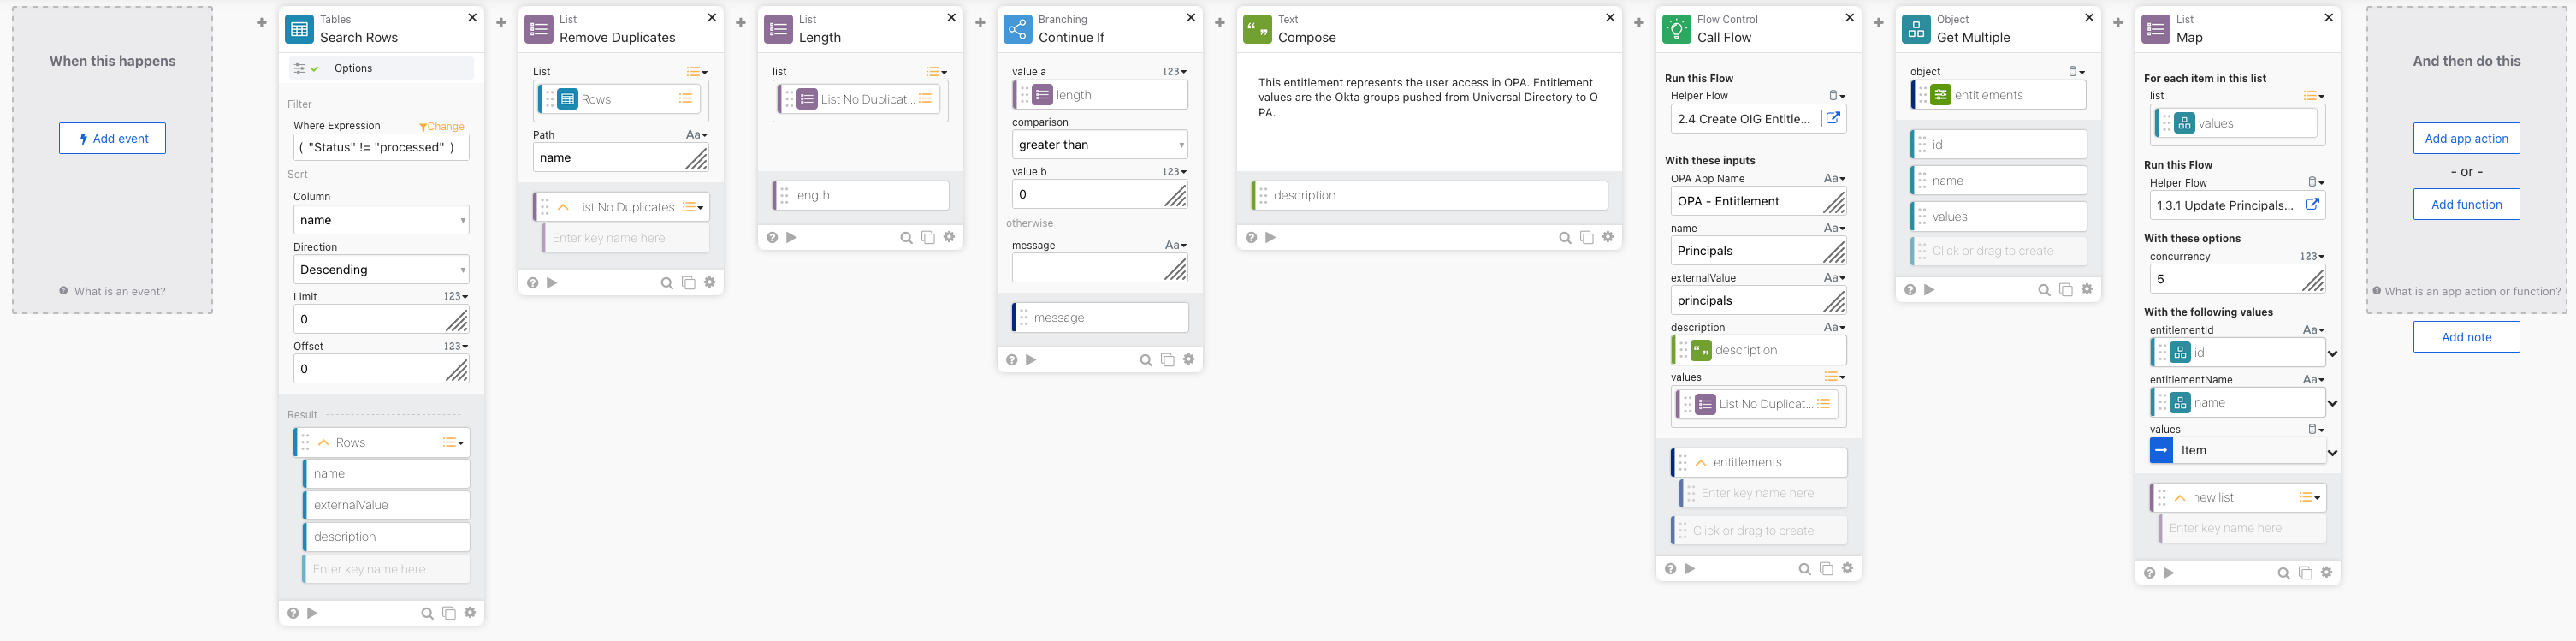 When this happens
Add event
What is an event?
Tables
Search Rows
Options
Filter
Where Expression
Change
( "Status" != "processed" )
Sort
Column
name
Direction
Descending
Limit
123
0
Offset
123
0
Result
Rows
name
externalValue
description
Enter key name here
List
Remove Duplicates
List
Rows
Path
Aa
name
List No Duplicates
Enter key name here
List
Length
list
List No Duplicat...
length
Branching
Continue If
value a
123
length
comparison
greater than
value b
123
0
otherwise
message
Aa
message
Text
Compose
This entitlement represents the user access in OPA. Entitlement
values are the Okta groups pushed from Universal Directory to O
PA.
description
Flow Control
Call Flow
Run this Flow
Helper Flow
2.4 Create OIG Entitle...
With these inputs
OPA App Name
Aa
OPA - Entitlement
name
Aa
Principals
externalValue
Aa
principals
description
Aa
description
values
List No Duplicat...
entitlements
Enter key name here
Click or drag to create
Object
Get Multiple
object
entitlements
id
name
values
Click or drag to create
List
Map
For each item in this list
list
values
Run this Flow
Helper Flow
1.3.1 Update Principals...
With these options
concurrency
123
5
With the following values
entitlementId
Aa
id
entitlementName
Aa
name
values
Item
new list
Enter key name here
And then do this
Add app action
- or -
Add function
What is an app action or function?
Add note